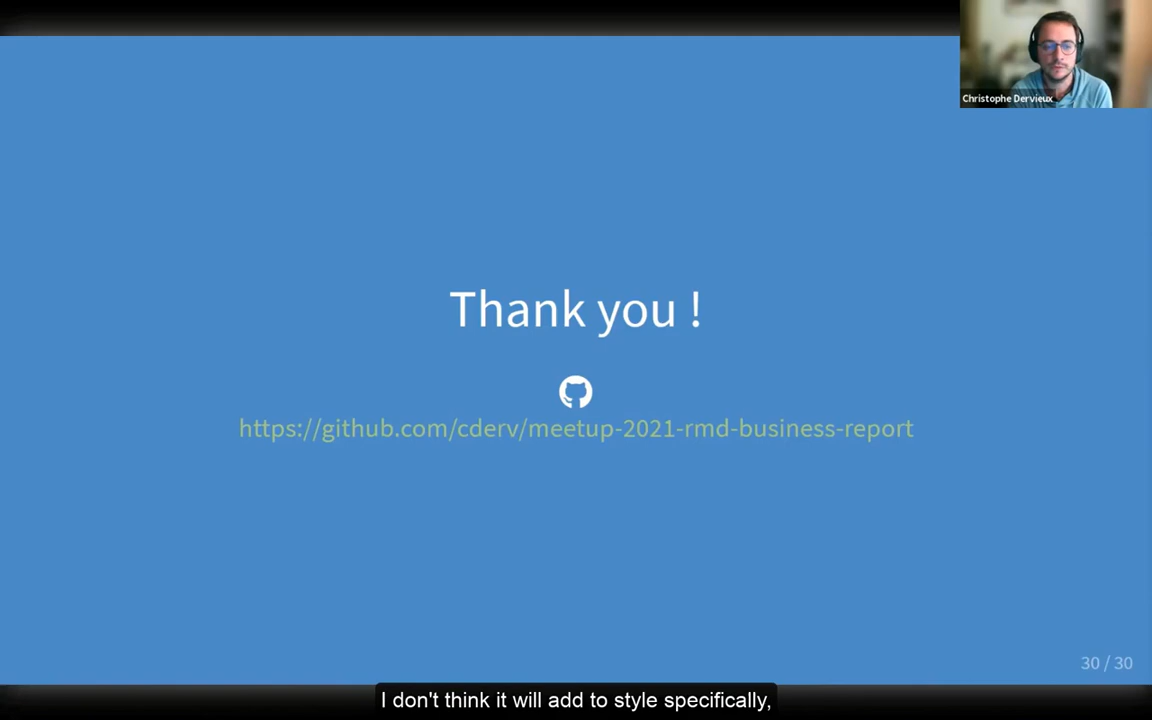 Christophe Dervieux
Thank you !
https://github.com/cderv/meetup-2021-rmd-business-report
30 / 30
I don't think it will add to style specifically,